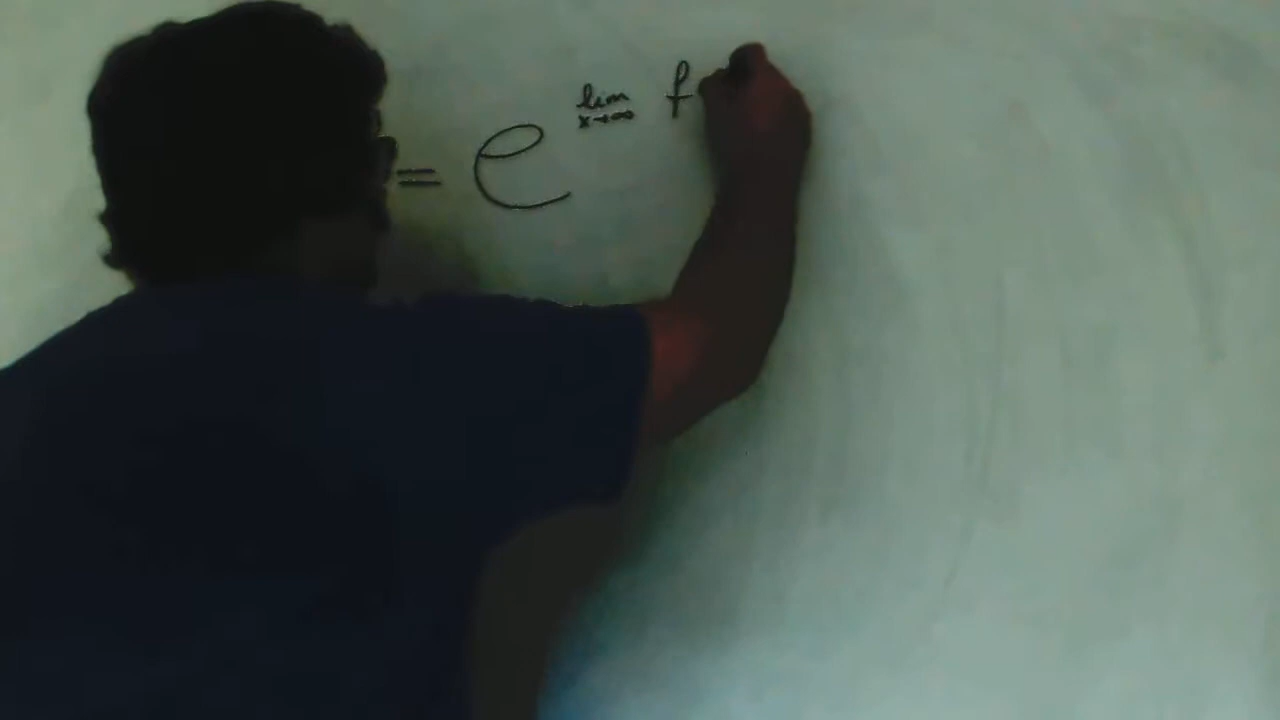 = e^{lim_{x→∞} f